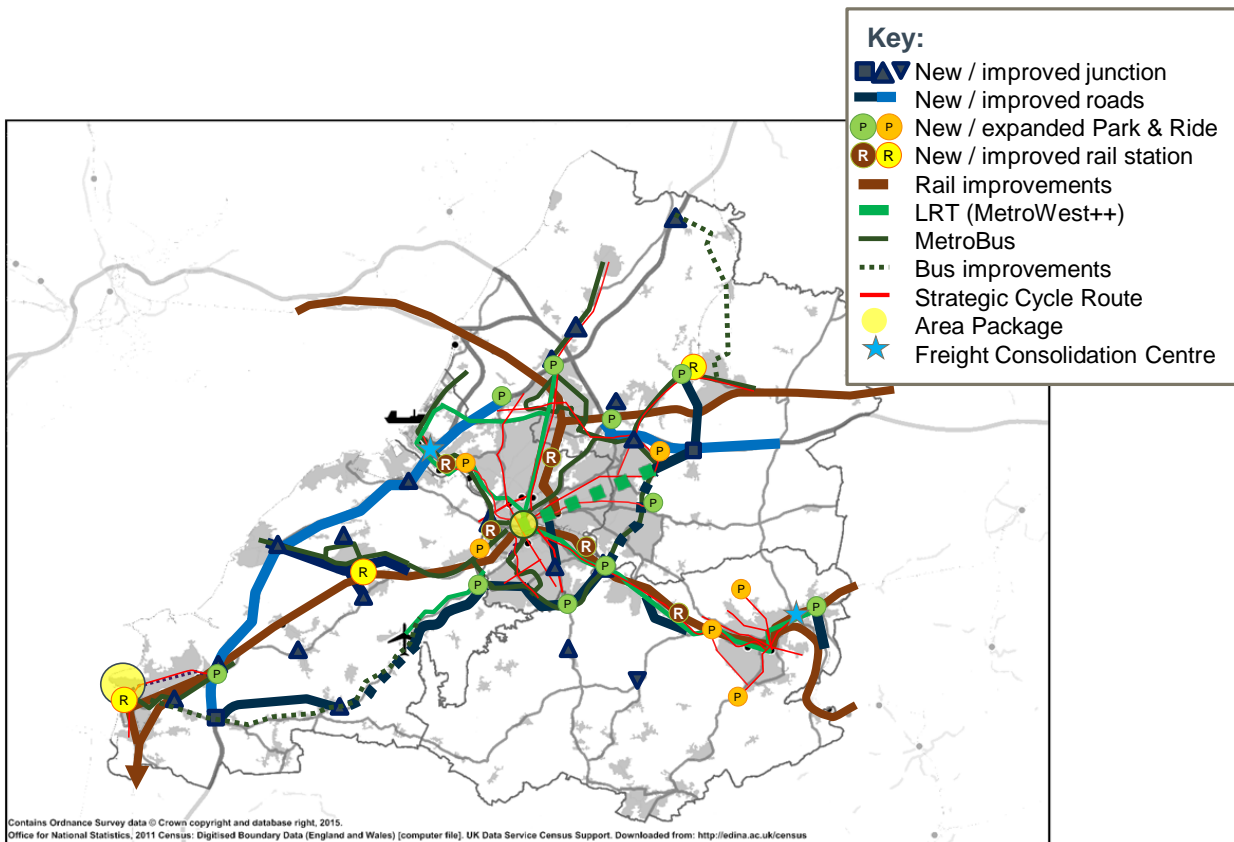 Key:
New / improved junction
New / improved roads
P P New / expanded Park & Ride
R R New / improved rail station
Rail improvements
LRT (MetroWest++)
MetroBus
Bus improvements
Strategic Cycle Route
Area Package
Freight Consolidation Centre
P
P R
P
P
R P
R P
P
R
R
P
P
P
P
P
R
R
P
P
P
R
P
P
Contains Ordnance Survey data © Crown copyright and database right, 2015.
Office for National Statistics, 2011 Census: Digitised Boundary Data (England and Wales) [computer file]. UK Data Service Census Support. Downloaded from: http://edina.ac.uk/census